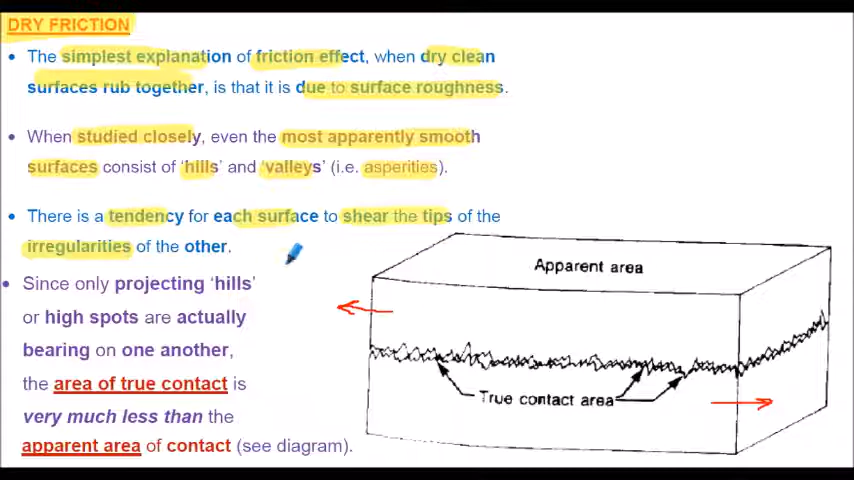 DRY FRICTION
• The simplest explanation of friction effect, when dry clean
surfaces rub together, is that it is due to surface roughness.
• When studied closely, even the most apparently smooth
surfaces consist of 'hills' and 'valleys' (i.e. asperities).
• There is a tendency for each surface to shear the tips of the
irregularities of the other.
• Since only projecting 'hills'
or high spots are actually
bearing on one another,
the area of true contact is
very much less than the
apparent area of contact (see diagram).
Apparent area
True contact area